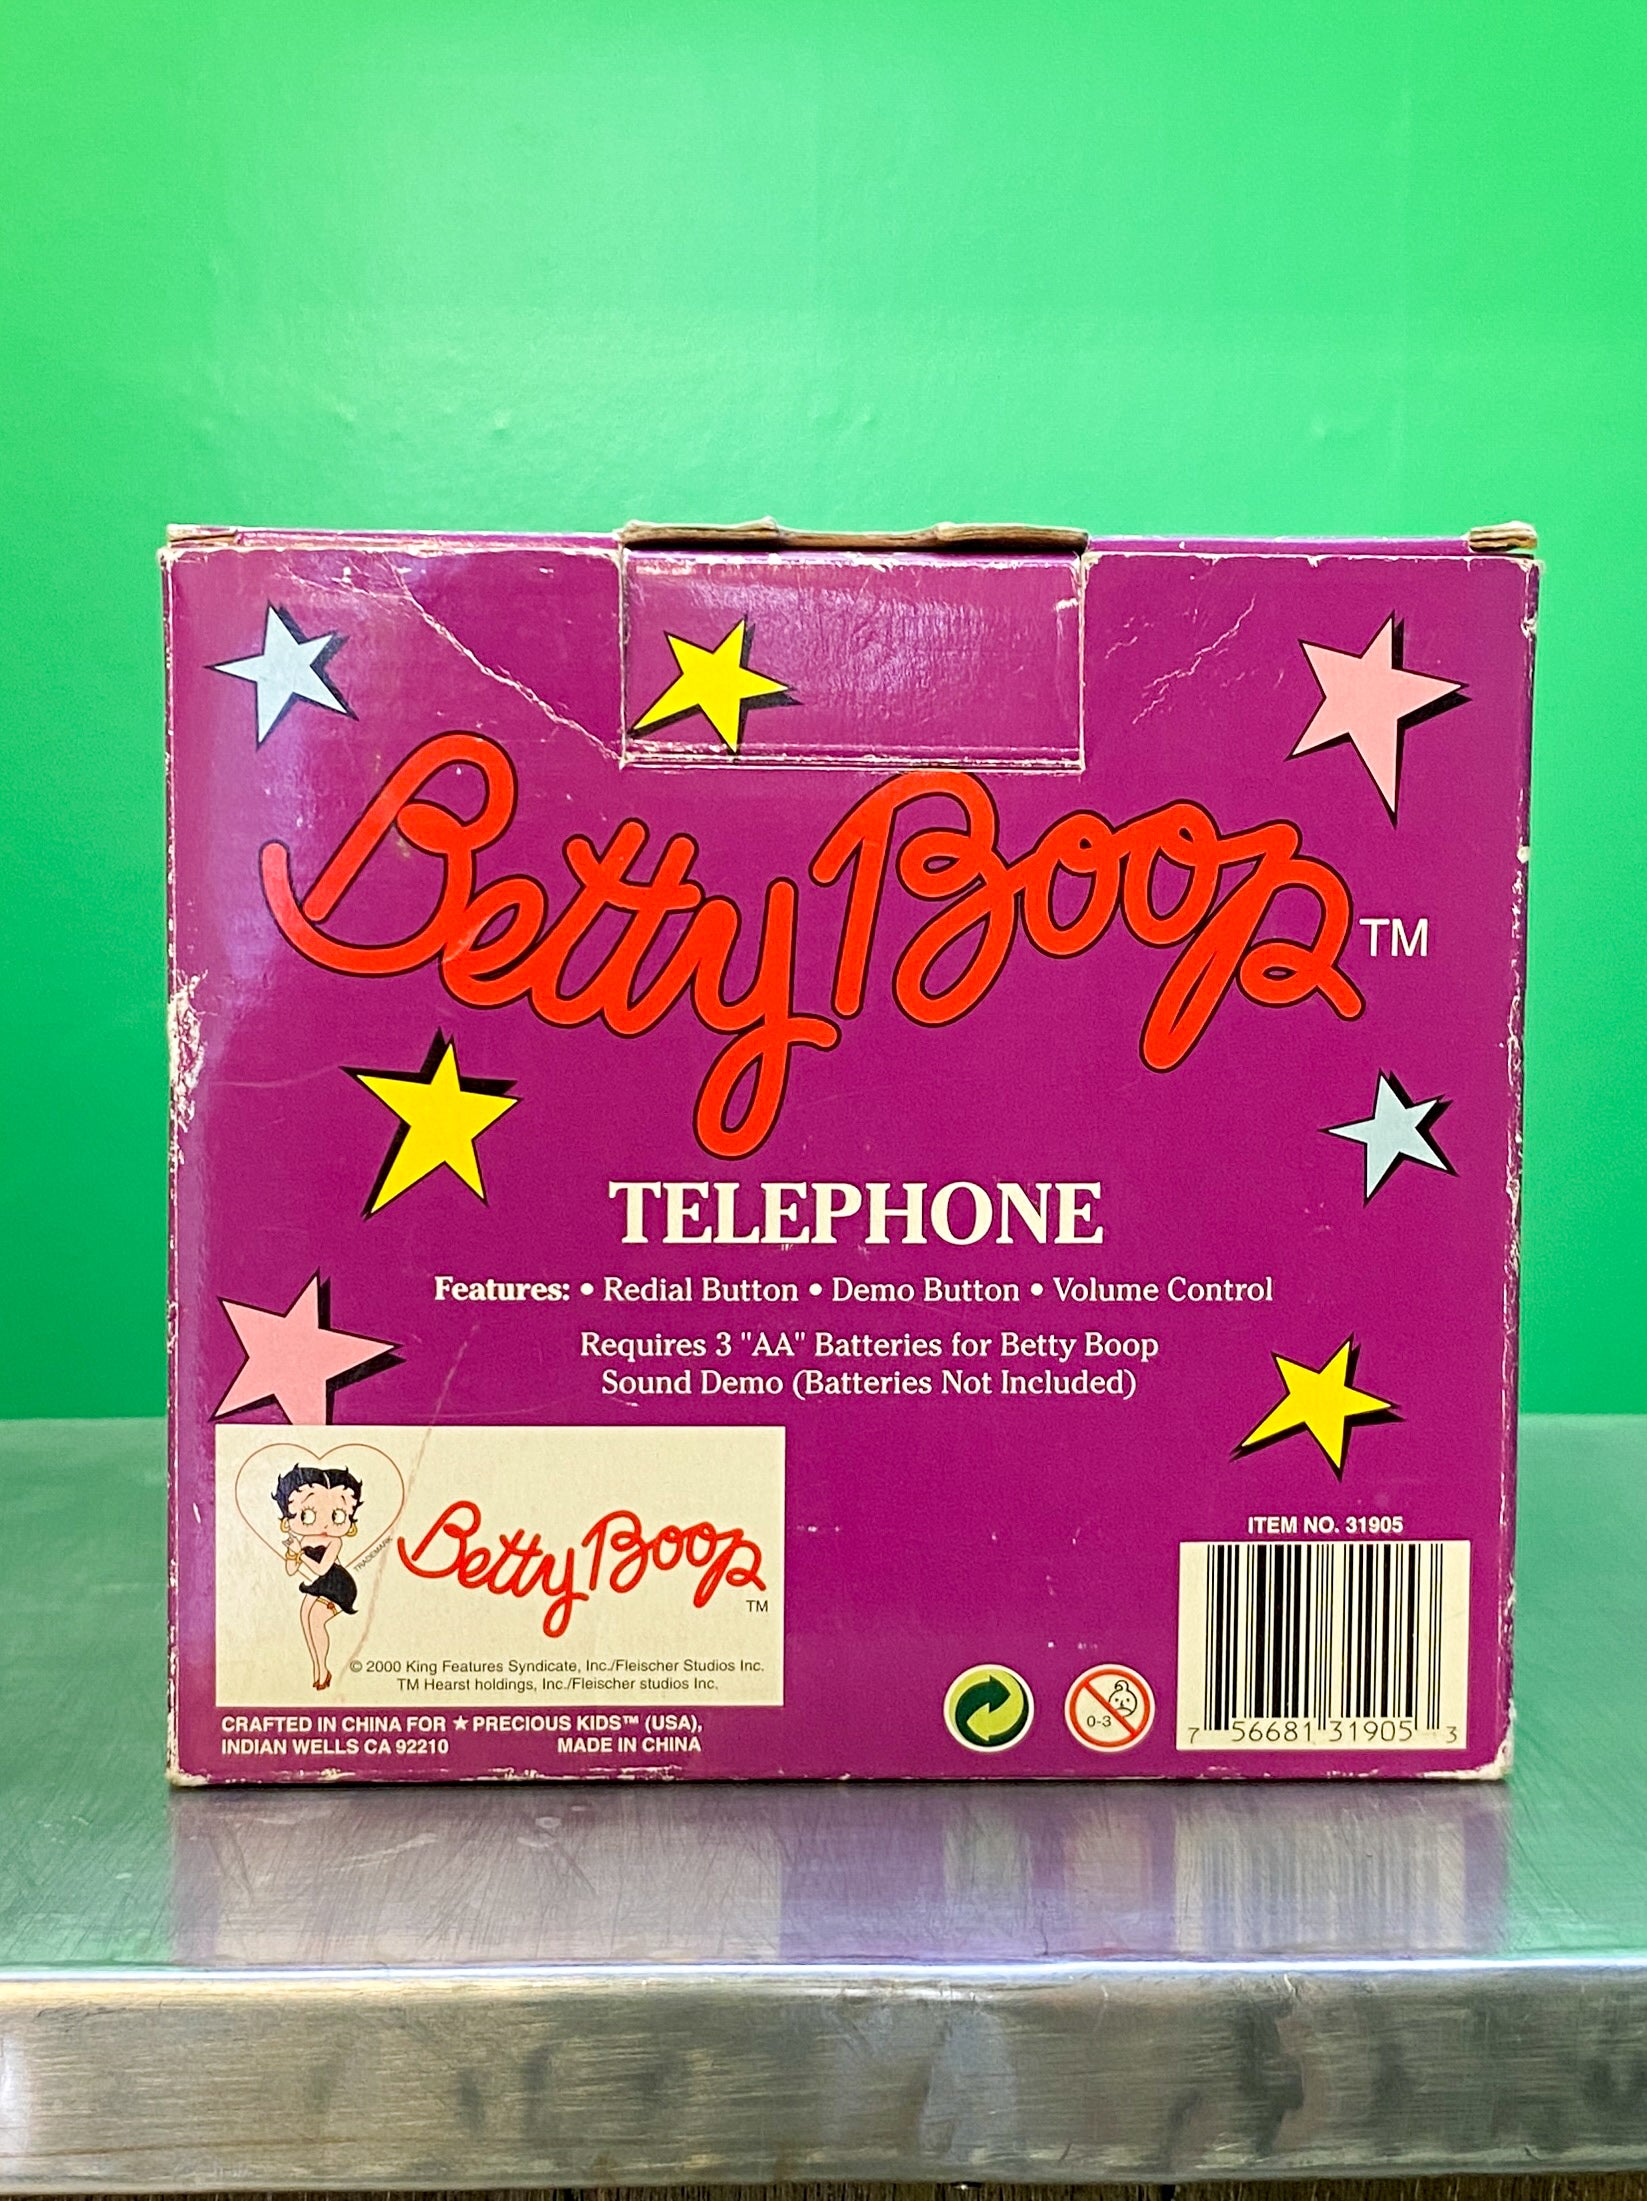 Betty Boop TM
TELEPHONE
Features: • Redial Button • Demo Button • Volume Control
Requires 3 "AA" Batteries for Betty Boop
Sound Demo (Batteries Not Included)
TRADEMARK
Betty Boop
TM
© 2000 King Features Syndicate, Inc./Fleischer Studios Inc.
TM Hearst holdings, Inc./Fleischer studios Inc.
CRAFTED IN CHINA FOR ★ PRECIOUS KIDS™ (USA),
INDIAN WELLS CA 92210 MADE IN CHINA
0-3
ITEM NO. 31905
7 56681 31905 3